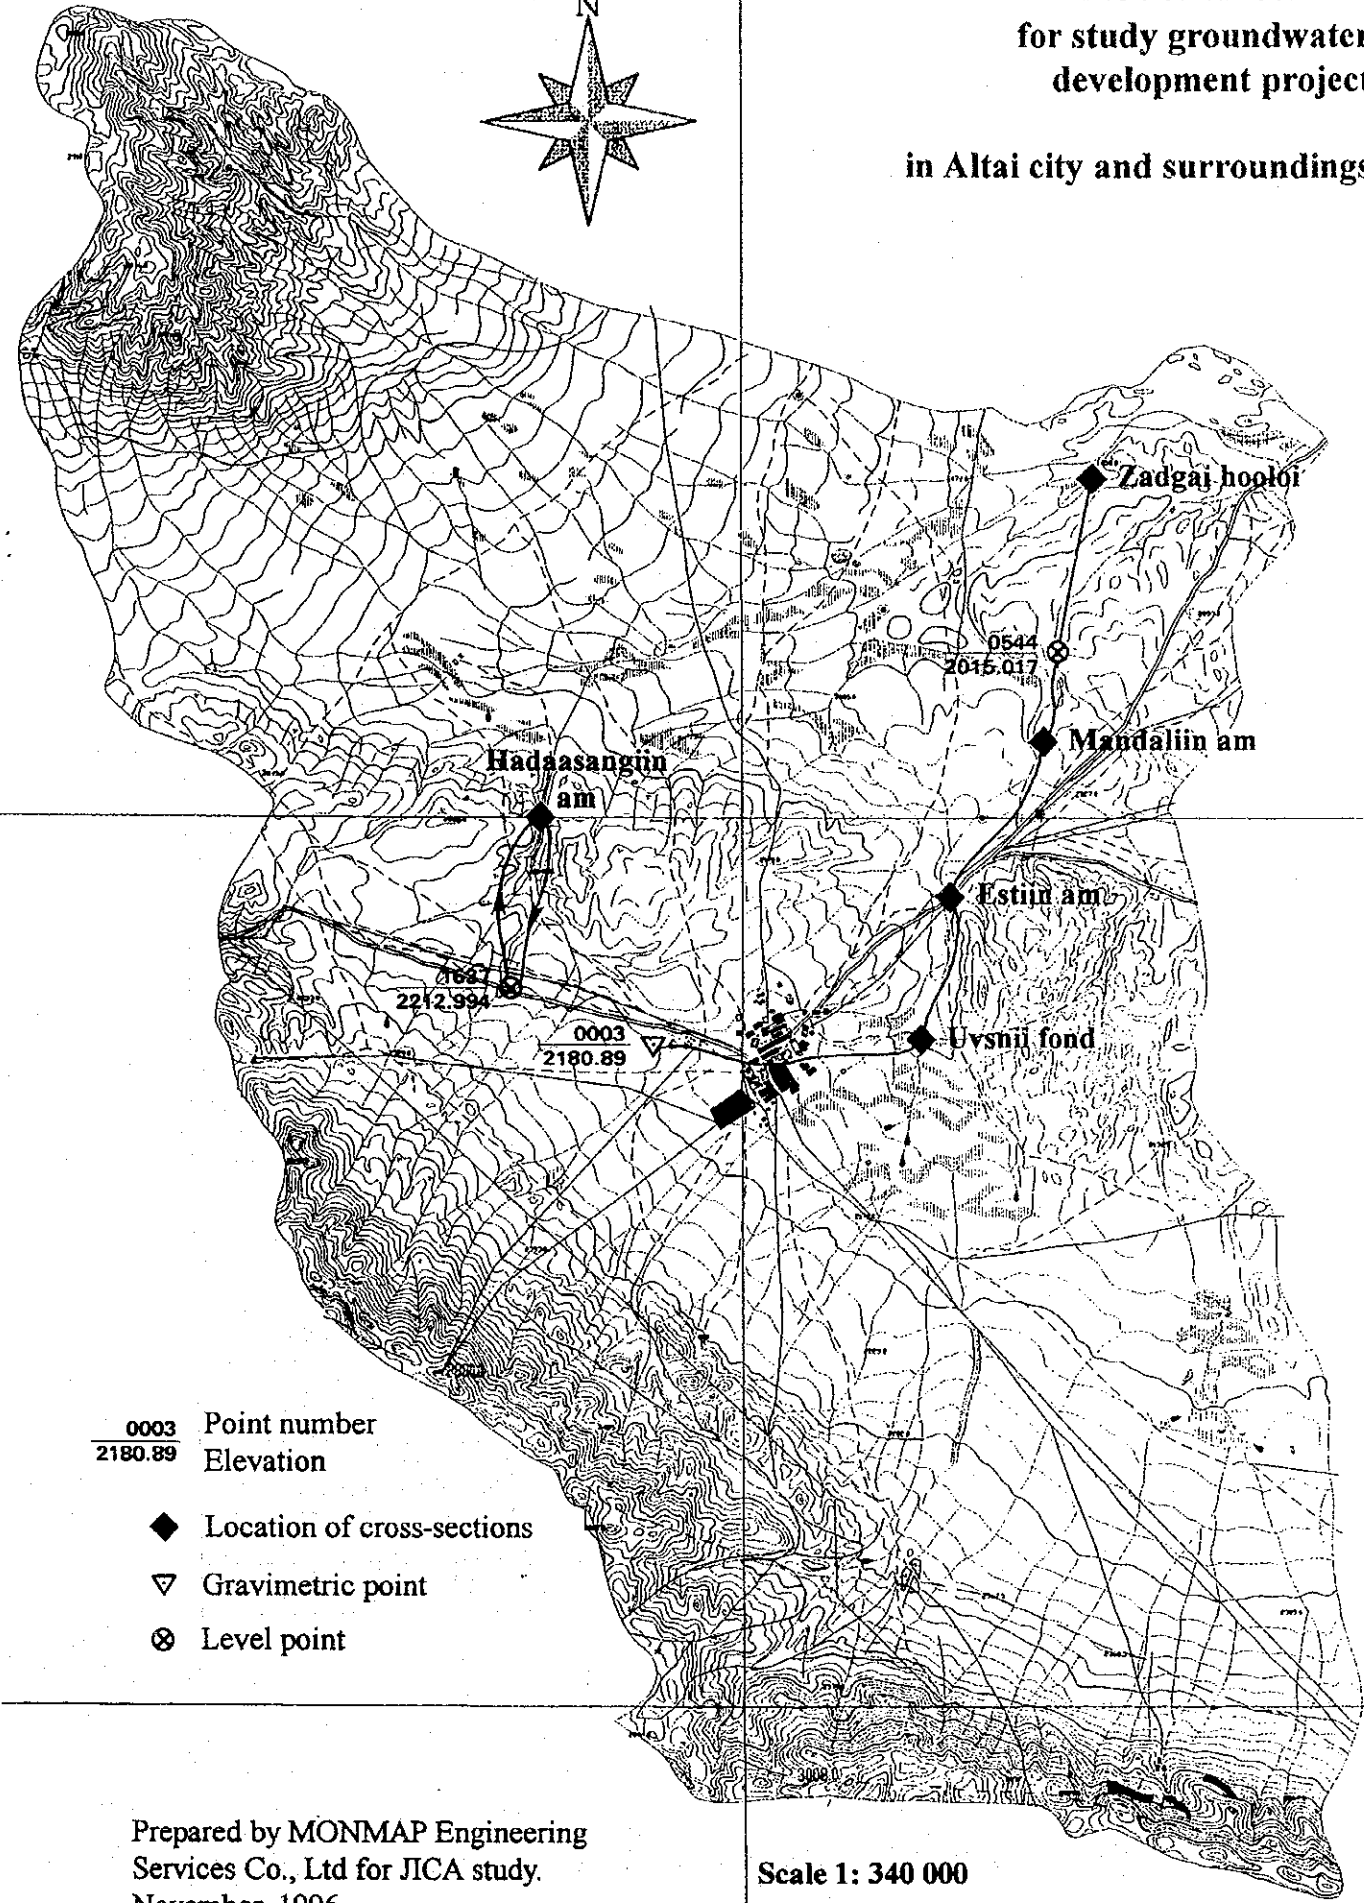 N
for study groundwater
development project
in Altai city and surroundings
Zadgai hooloi
0544
2015.017
Mandaliin am
Hadaasangiin
am
Estiin am
1637
2212.994
0003
2180.89
Uvsnii fond
0003
2180.89
Point number
Elevation
Location of cross-sections
Gravimetric point
Level point
3008.0
Prepared by MONMAP Engineering
Services Co., Ltd for JICA study.
November, 1996
Scale 1: 340 000